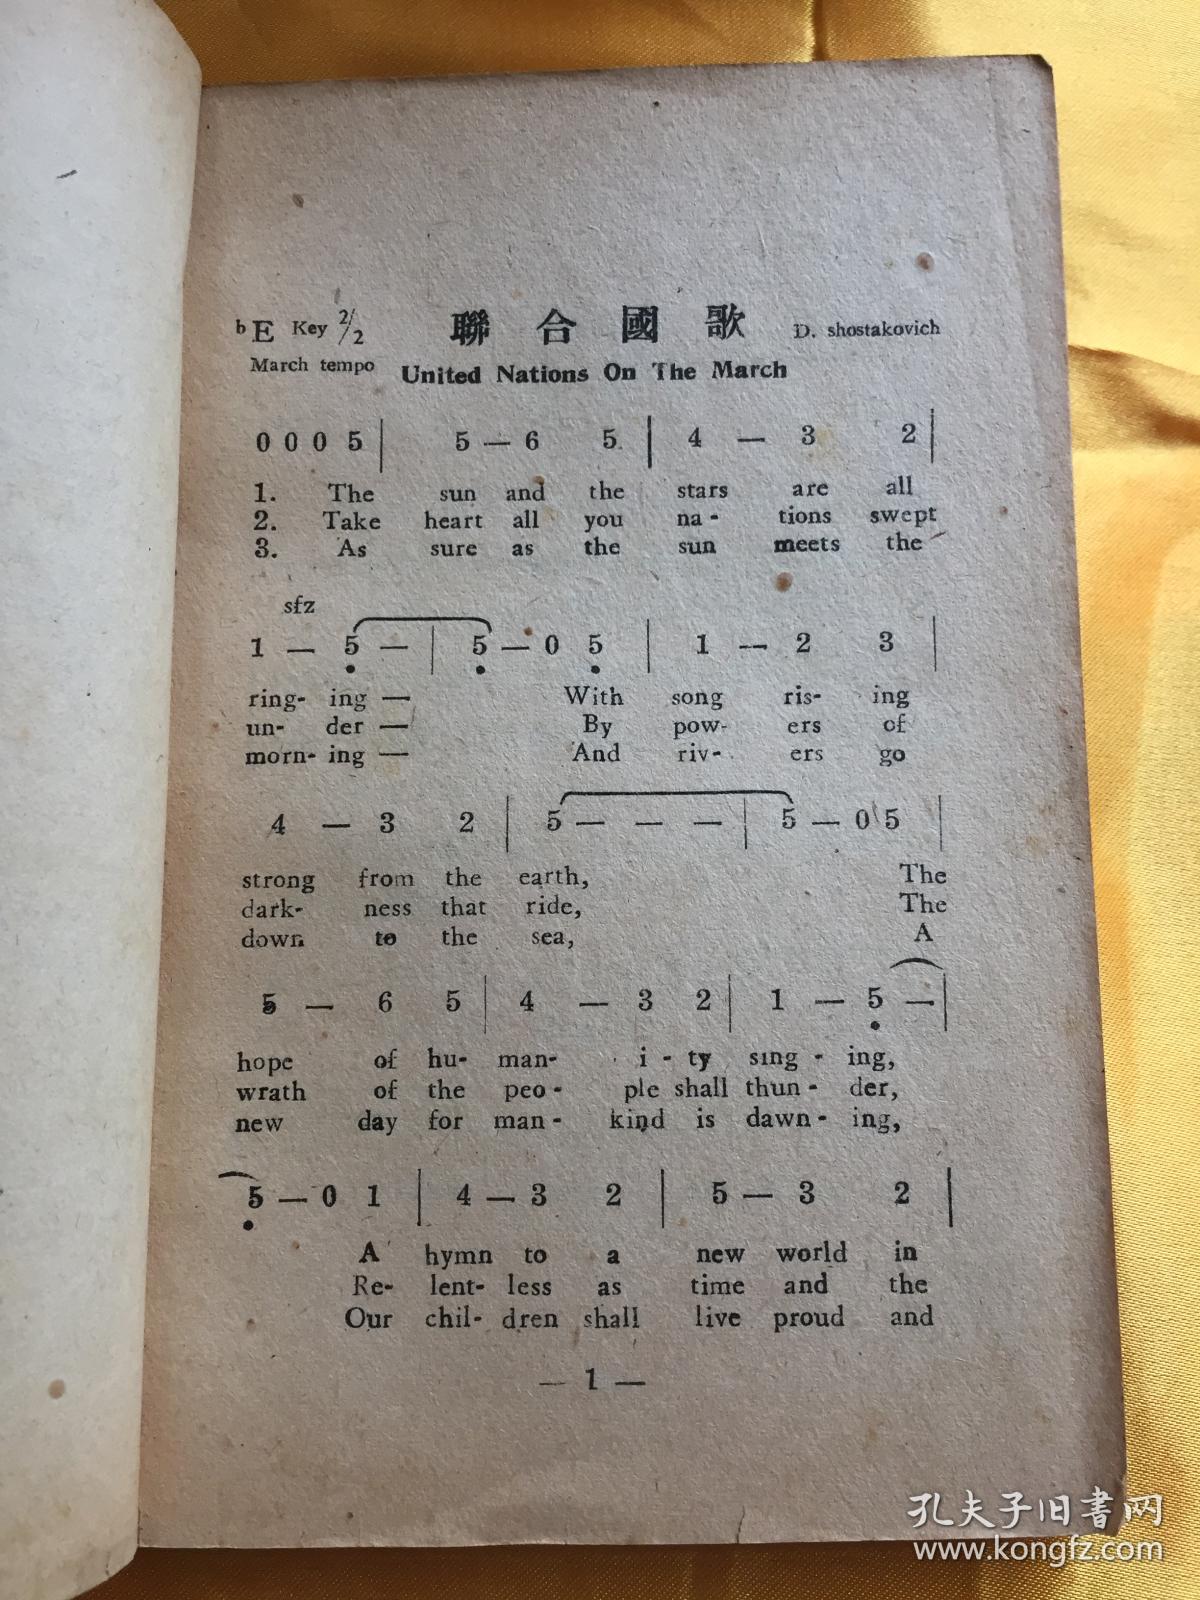 聯合國歌
♭E Key 2/2 D. shostakovich
March tempo United Nations On The March
0 0 0 5 | 5 — 6 5 | 4 — 3 2 |
1. The sun and the stars are all
2. Take heart all you na- tions swept
3. As sure as the sun meets the
sfz
1 — 5̣ — | 5̣ — 0 5̣ | 1 — 2 3 |
ring- ing — With song ris- ing
un- der — By pow- ers of
morn- ing — And riv- ers go
4 — 3 2 | 5 — — — | 5 — 0 5 |
strong from the earth, The
dark- ness that ride, The
down to the sea, A
5 — 6 5 | 4 — 3 2 | 1 — 5̣ — |
hope of hu- man- i - ty sing - ing,
wrath of the peo - ple shall thun - der,
new day for man - kind is dawn - ing,
5̣ — 0 1 | 4 — 3 2 | 5 — 3 2 |
A hymn to a new world in
Re- lent- less as time and the
Our chil- dren shall live proud and
— 1 —
孔夫子旧書网
www.kongfz.com